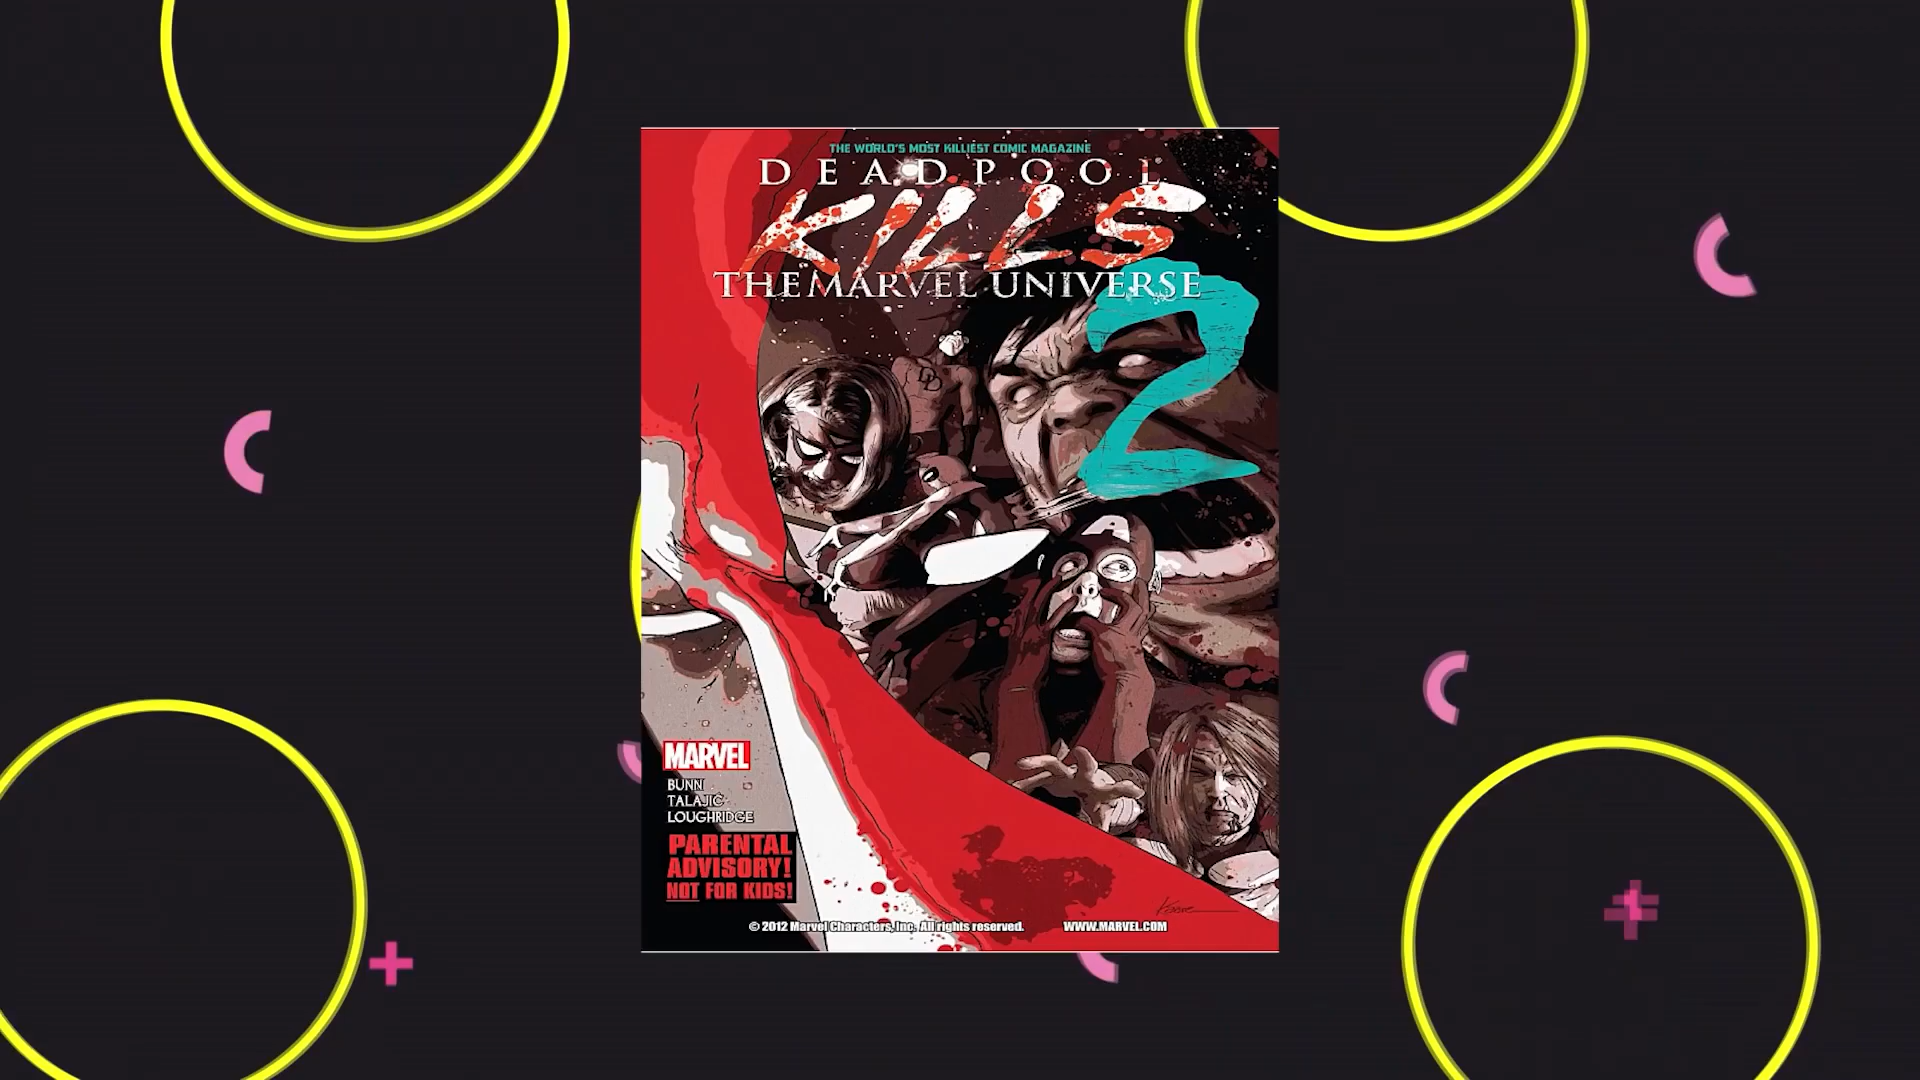 THE WORLD'S MOST KILLIEST COMIC MAGAZINE
DEADPOOL
KILLS
THE MARVEL UNIVERSE
2
MARVEL
BUNN
TALAJIĆ
LOUGHRIDGE
PARENTAL
ADVISORY!
NOT FOR KIDS!
© 2012 Marvel Characters, Inc. All rights reserved. WWW.MARVEL.COM